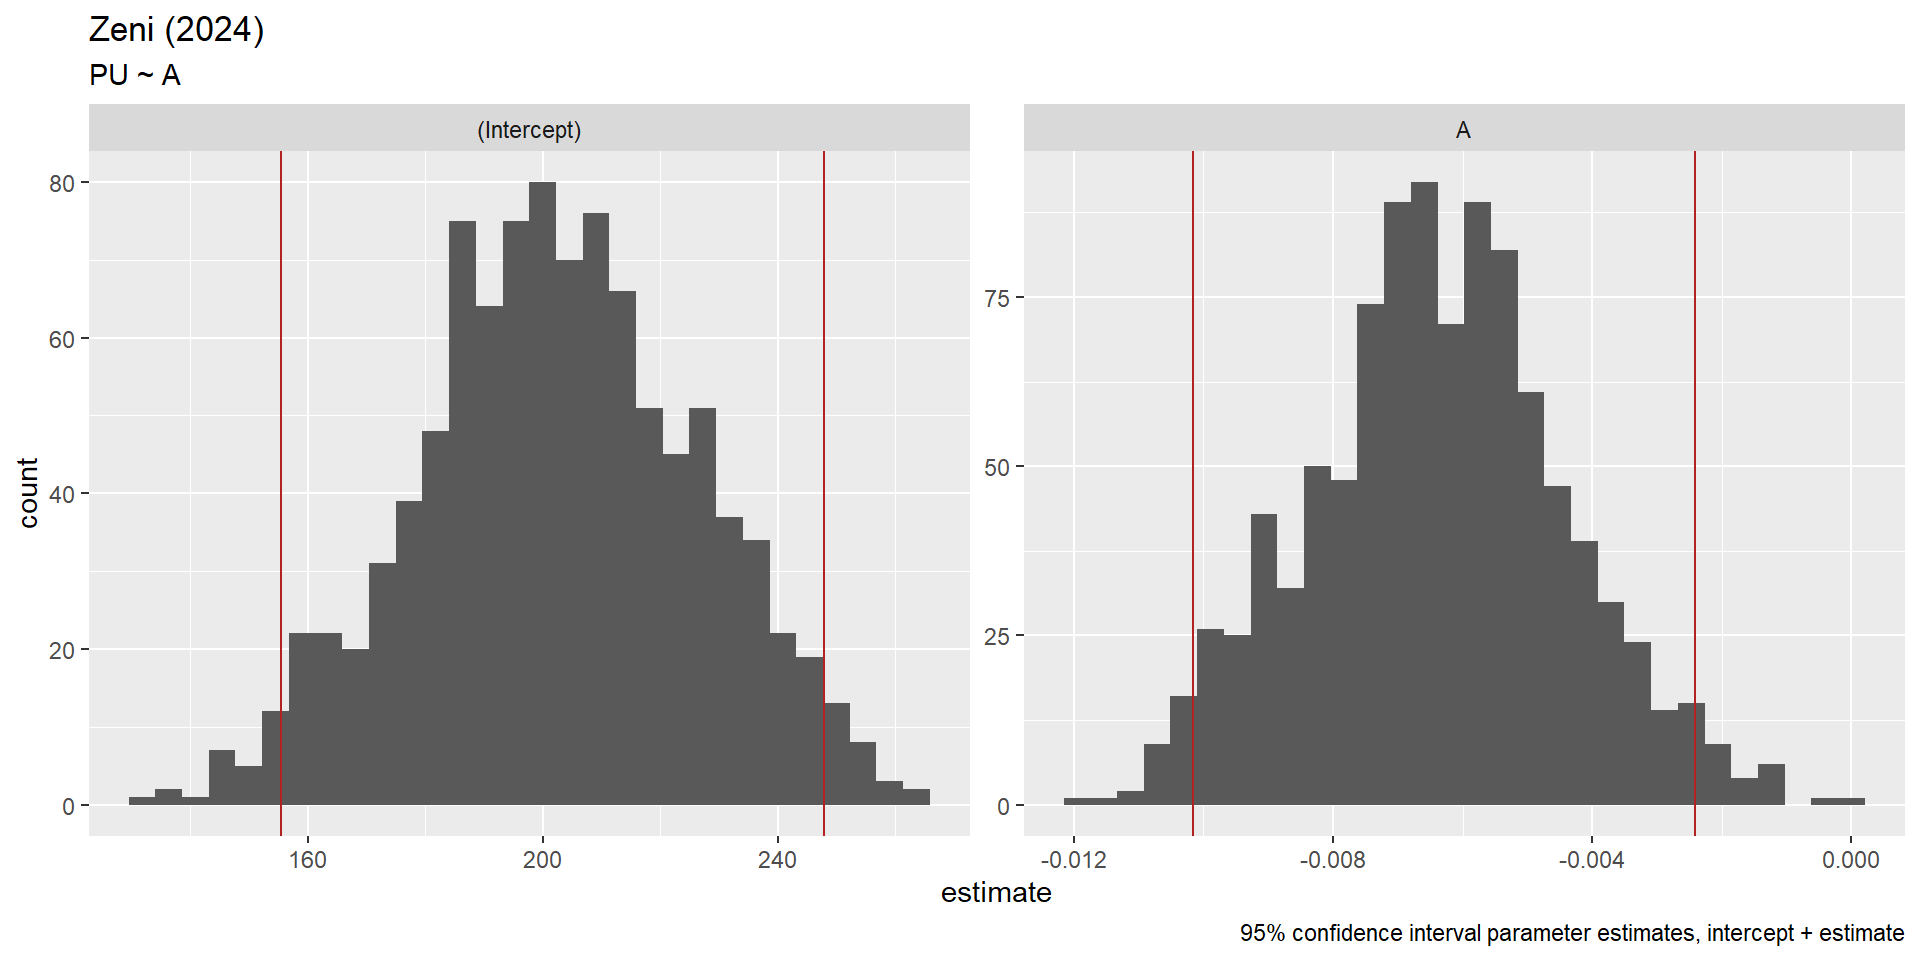 Zeni (2024)
PU ~ A
(Intercept)
A
count
80
60
40
20
0
75
50
25
0
160 200 240
-0.012 -0.008 -0.004 0.000
estimate
95% confidence interval parameter estimates, intercept + estimate